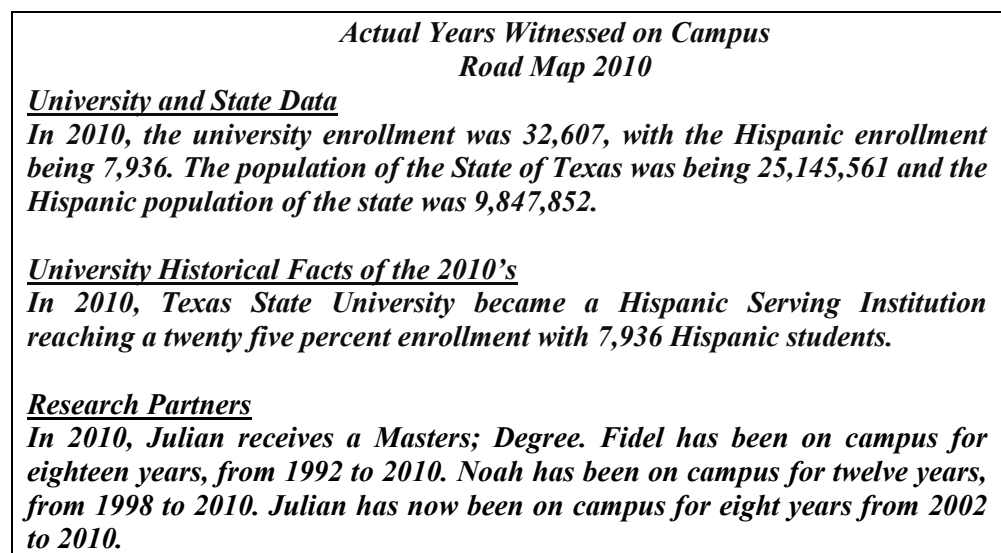 Actual Years Witnessed on Campus
Road Map 2010
University and State Data
In 2010, the university enrollment was 32,607, with the Hispanic enrollment
being 7,936. The population of the State of Texas was being 25,145,561 and the
Hispanic population of the state was 9,847,852.
University Historical Facts of the 2010’s
In 2010, Texas State University became a Hispanic Serving Institution
reaching a twenty five percent enrollment with 7,936 Hispanic students.
Research Partners
In 2010, Julian receives a Masters; Degree. Fidel has been on campus for
eighteen years, from 1992 to 2010. Noah has been on campus for twelve years,
from 1998 to 2010. Julian has now been on campus for eight years from 2002
to 2010.